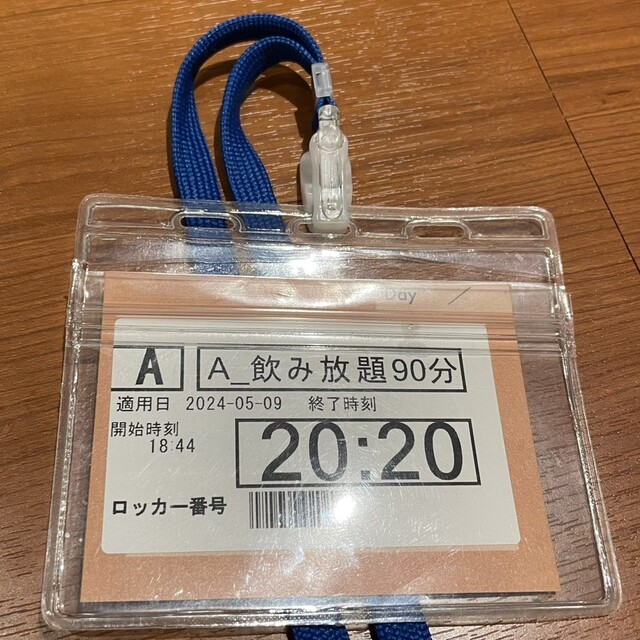 Day /
A
A_飲み放題90分
適用日 2024-05-09 終了時刻
開始時刻
18:44
20:20
ロッカー番号